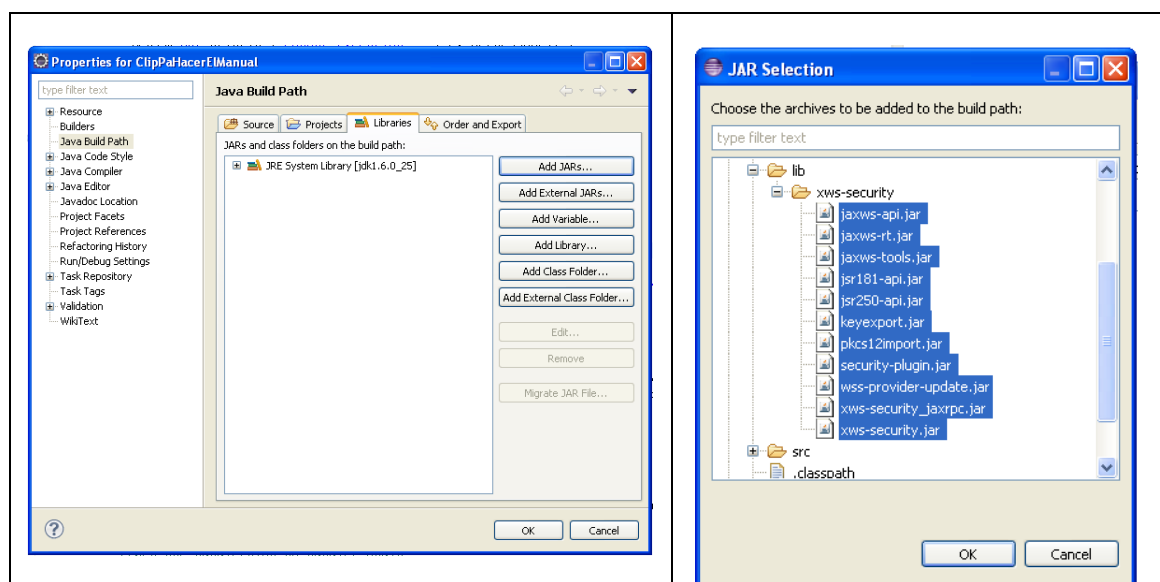 Properties for ClipPaHacerElManual
type filter text
Resource
Builders
Java Build Path
Java Code Style
Java Compiler
Java Editor
Javadoc Location
Project Facets
Project References
Refactoring History
Run/Debug Settings
Task Repository
Task Tags
Validation
WikiText
Java Build Path
Source Projects Libraries Order and Export
JARs and class folders on the build path:
JRE System Library [jdk1.6.0_25]
Add JARs...
Add External JARs...
Add Variable...
Add Library...
Add Class Folder...
Add External Class Folder...
Edit...
Remove
Migrate JAR File...
OK Cancel
JAR Selection
Choose the archives to be added to the build path:
type filter text
lib
xws-security
jaxws-api.jar
jaxws-rt.jar
jaxws-tools.jar
jsr181-api.jar
jsr250-api.jar
keyexport.jar
pkcs12import.jar
security-plugin.jar
wss-provider-update.jar
xws-security_jaxrpc.jar
xws-security.jar
src
.classpath
OK Cancel